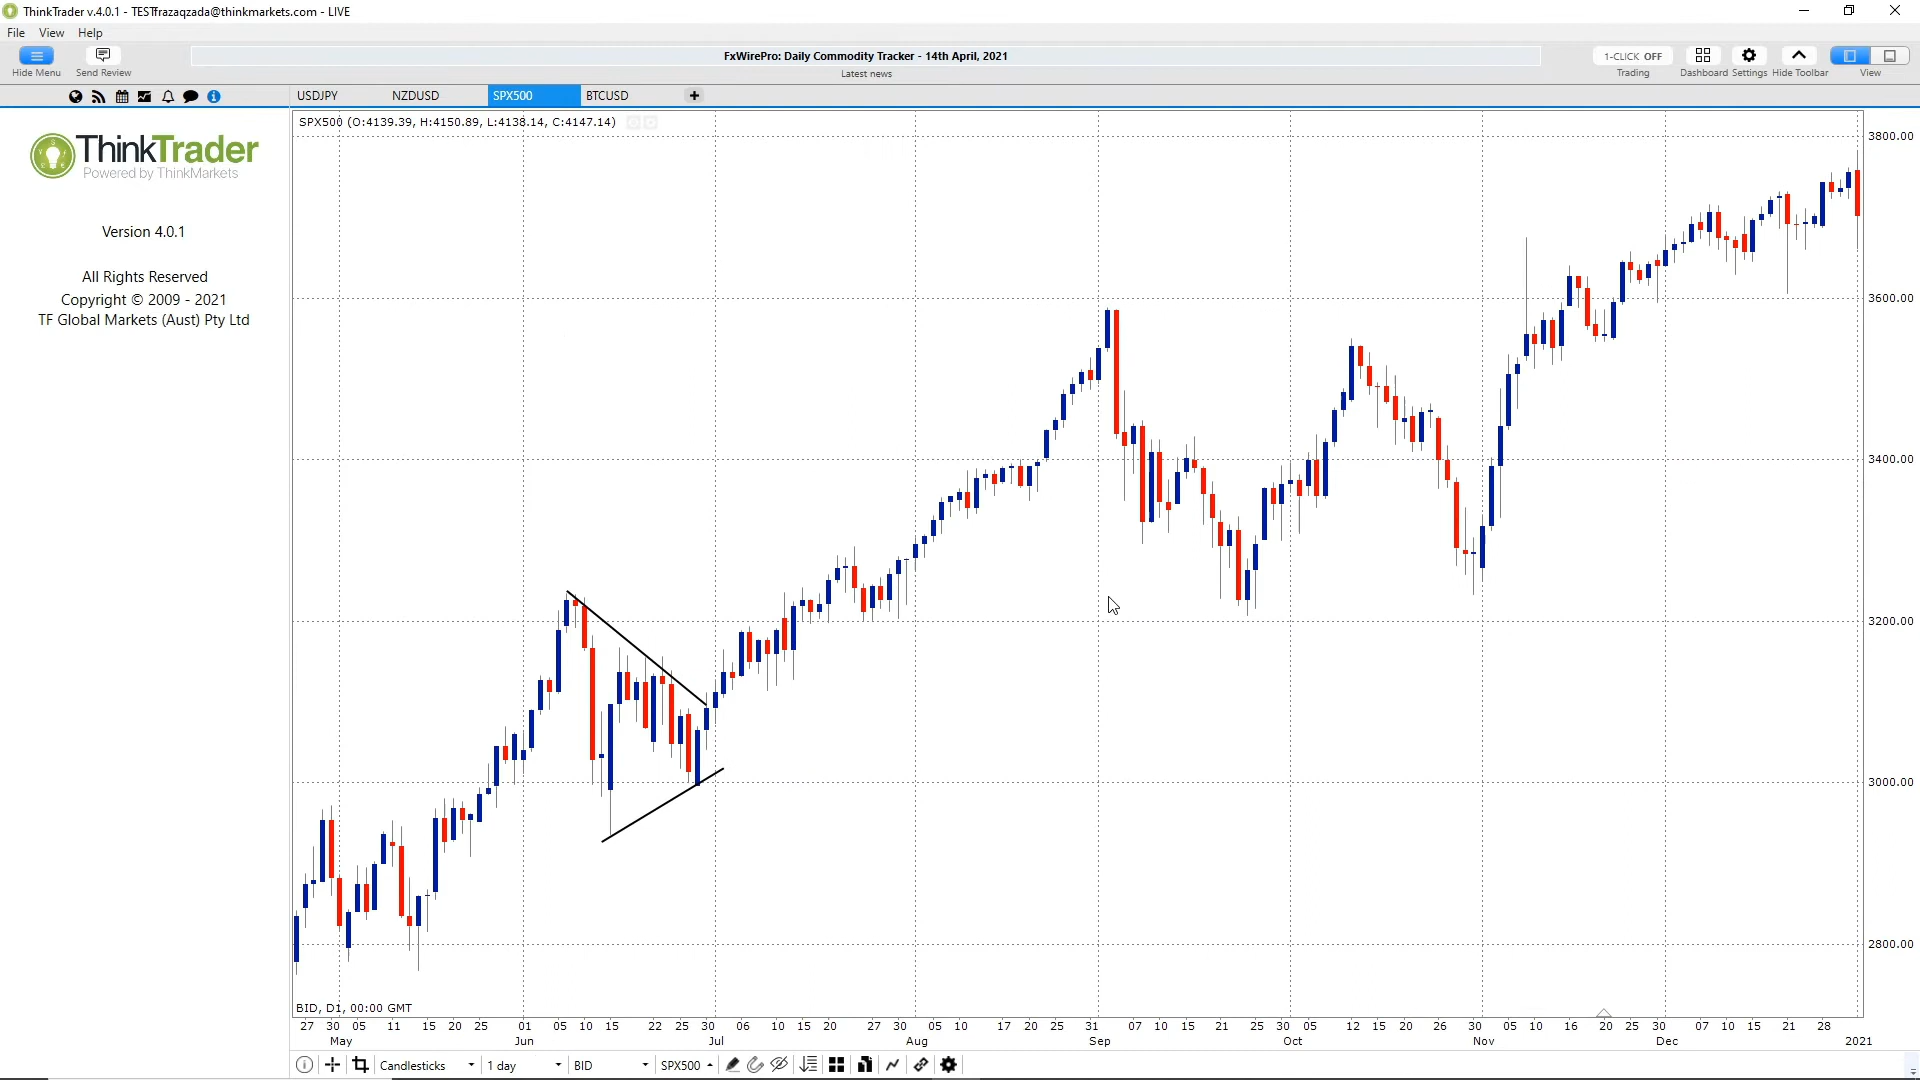 ThinkTrader v.4.0.1 - TESTfrazaqzada@thinkmarkets.com - LIVE
File View Help
Hide Menu
Send Review
FxWirePro: Daily Commodity Tracker - 14th April, 2021
Latest news
1-CLICK OFF
Trading
Dashboard
Settings
Hide Toolbar
View
USDJPY
NZDUSD
SPX500
BTCUSD
SPX500 (O:4139.39, H:4150.89, L:4138.14, C:4147.14)
ThinkTrader
Powered by ThinkMarkets
Version 4.0.1
All Rights Reserved
Copyright © 2009 - 2021
TF Global Markets (Aust) Pty Ltd
3800.00
3600.00
3400.00
3200.00
3000.00
2800.00
BID, D1, 00:00 GMT
27 30 05 11 15 20 25 01 05 10 15 22 25 30 06 10 15 20 27 30 05 10 17 20 25 31 07 10 15 21 25 30 05 12 15 20 26 30 05 10 16 20 25 30 07 10 15 21 28
May Jun Jul Aug Sep Oct Nov Dec 2021
Candlesticks
1 day
BID
SPX500